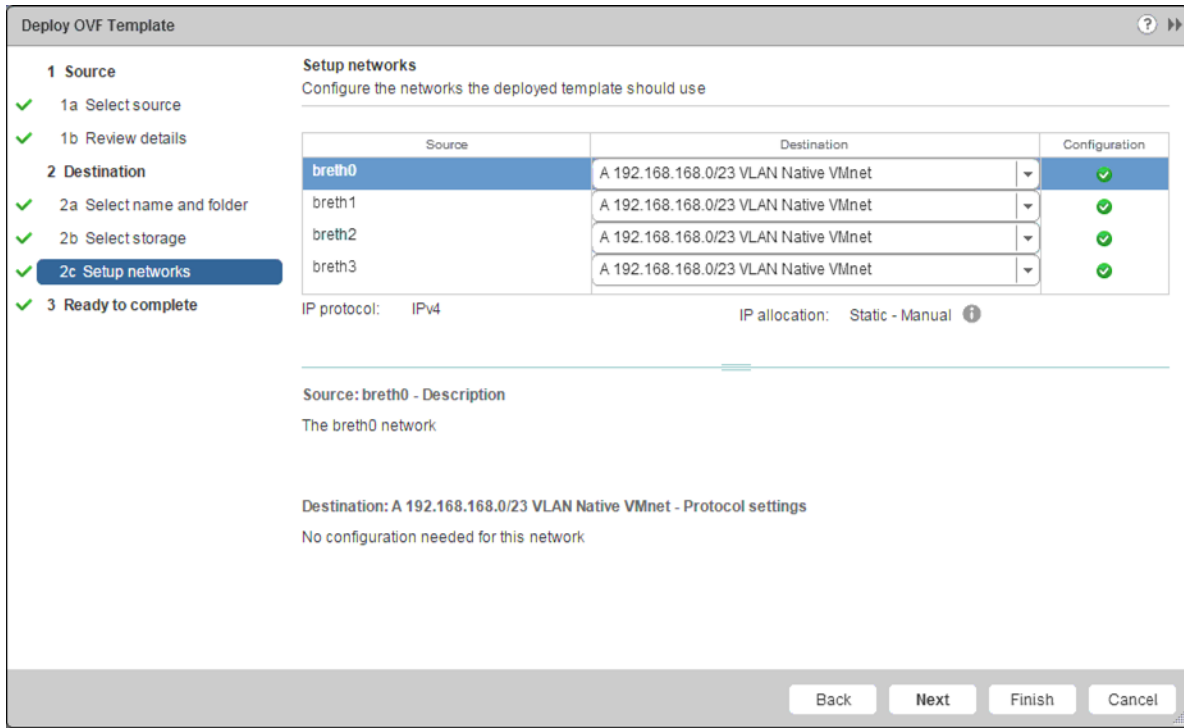 Deploy OVF Template
?
1 Source
1a Select source
1b Review details
2 Destination
2a Select name and folder
2b Select storage
2c Setup networks
3 Ready to complete
Setup networks
Configure the networks the deployed template should use
Source Destination Configuration
breth0 A 192.168.168.0/23 VLAN Native VMnet
breth1 A 192.168.168.0/23 VLAN Native VMnet
breth2 A 192.168.168.0/23 VLAN Native VMnet
breth3 A 192.168.168.0/23 VLAN Native VMnet
IP protocol: IPv4 IP allocation: Static - Manual i
Source: breth0 - Description
The breth0 network
Destination: A 192.168.168.0/23 VLAN Native VMnet - Protocol settings
No configuration needed for this network
Back Next Finish Cancel